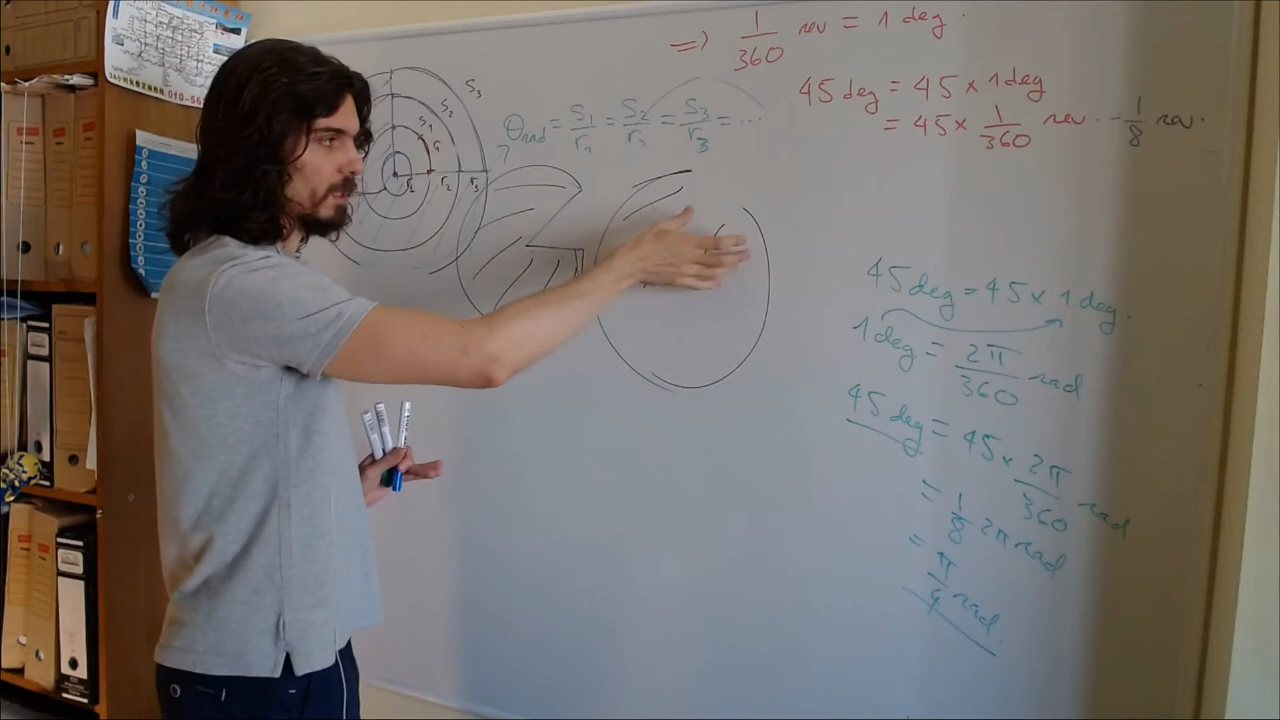 ⇒ 1/360 rev = 1 deg.
45 deg = 45 × 1 deg
= 45 × 1/360 rev. = 1/8 rev.
S3
S2
S1
r1
r2 r3
θrad = S1/r1 = S2/r2 = S3/r3 = ...
45 deg = 45 × 1 deg.
1 deg = 2π/360 rad
45 deg = 45 × 2π/360 rad
= 1/8 2π rad
= π/4 rad.
010-56